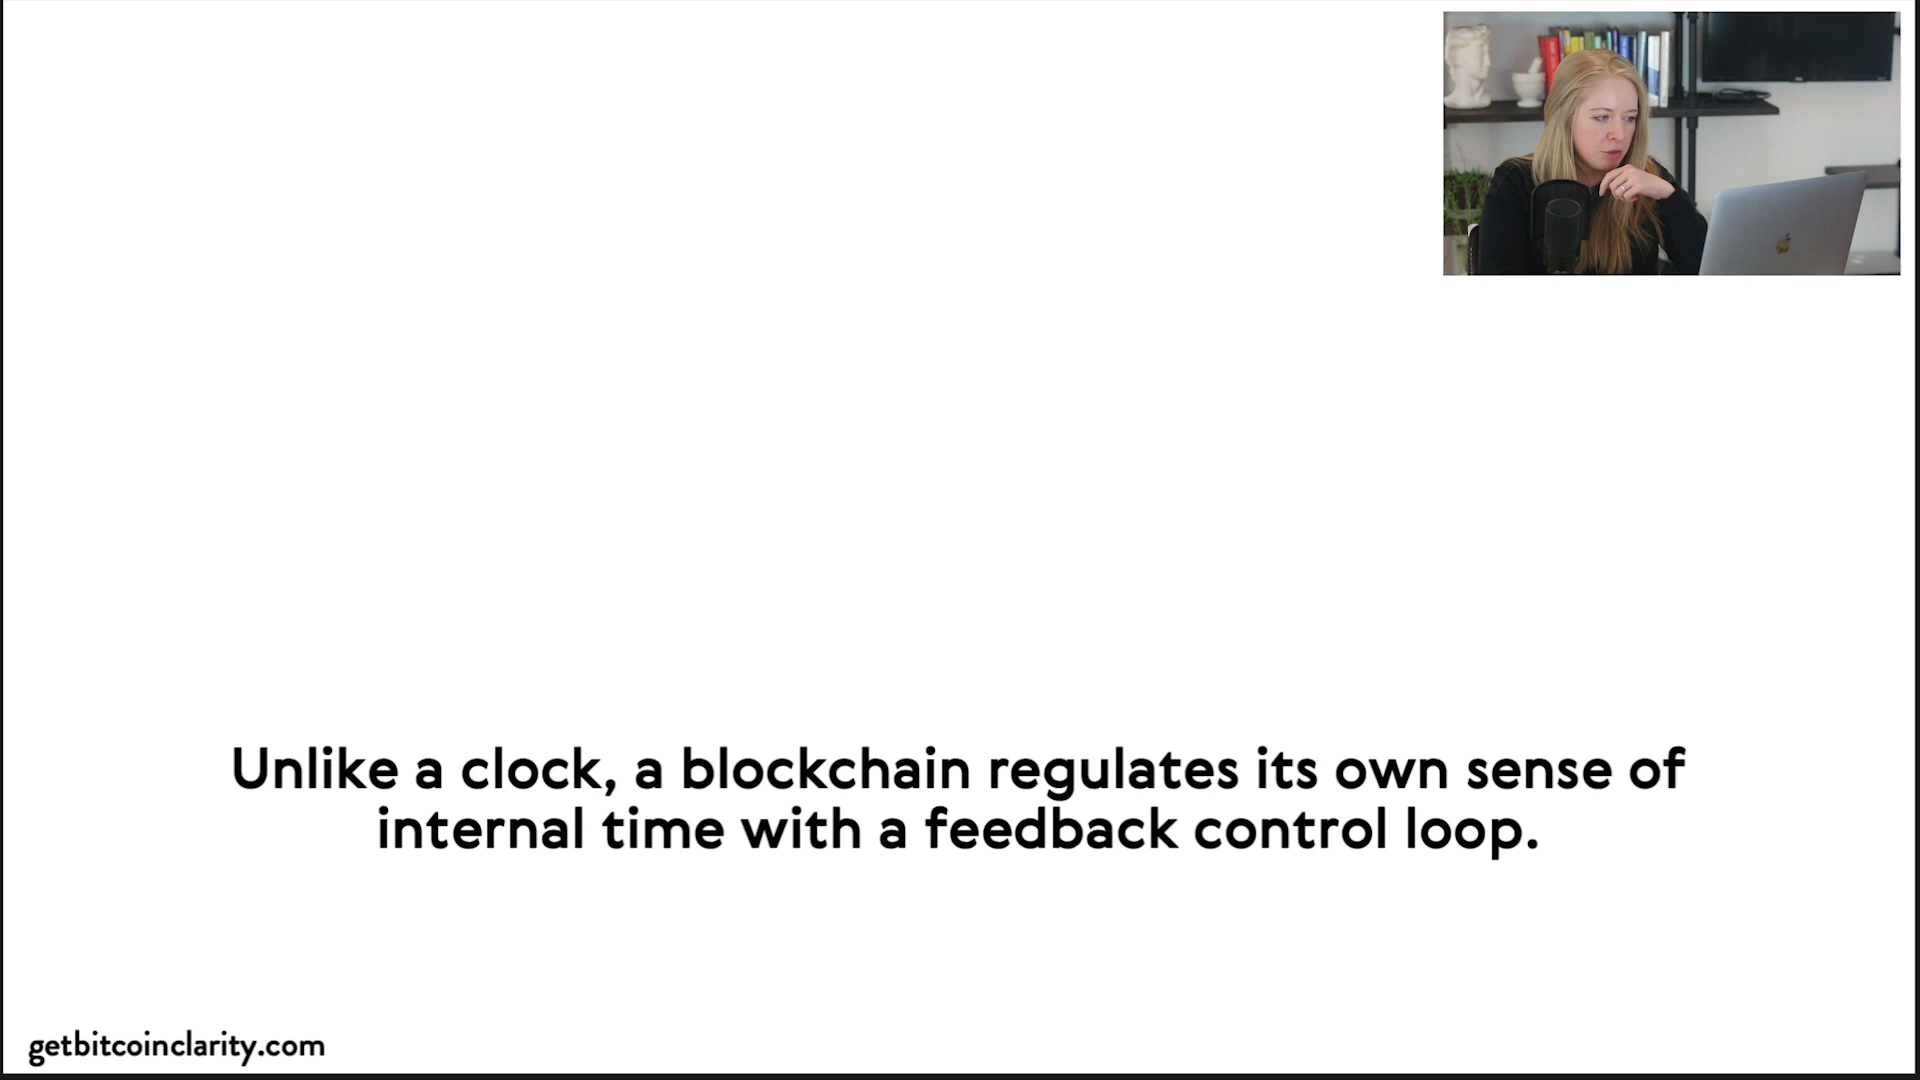 Unlike a clock, a blockchain regulates its own sense of
internal time with a feedback control loop.
getbitcoinclarity.com